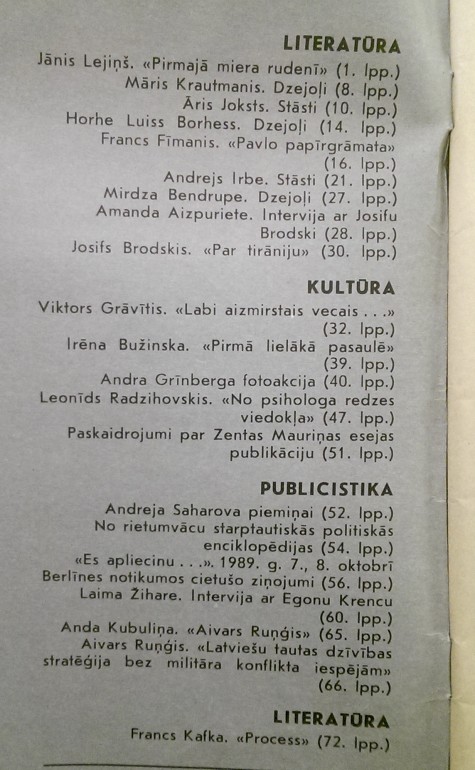 LITERATŪRA
Jānis Lejiņš. «Pirmajā miera rudenī» (1. lpp.)
Māris Krautmanis. Dzejoļi (8. lpp.)
Āris Joksts. Stāsti (10. lpp.)
Horhe Luiss Borhess. Dzejoļi (14. lpp.)
Francs Fīmanis. «Pavlo papīrgrāmata»
(16. lpp.)
Andrejs Irbe. Stāsti (21. lpp.)
Mirdza Bendrupe. Dzejoļi (27. lpp.)
Amanda Aizpuriete. Intervija ar Josifu
Brodski (28. lpp.)
Josifs Brodskis. «Par tirāniju» (30. lpp.)
KULTŪRA
Viktors Grāvītis. «Labi aizmirstais vecais . . .»
(32. lpp.)
Irēna Bužinska. «Pirmā lielākā pasaulē»
(39. lpp.)
Andra Grīnberga fotoakcija (40. lpp.)
Leonīds Radzihovskis. «No psihologa redzes
viedokļa» (47. lpp.)
Paskaidrojumi par Zentas Mauriņas esejas
publikāciju (51. lpp.)
PUBLICISTIKA
Andreja Saharova piemiņai (52. lpp.)
No rietumvācu starptautiskās politiskās
enciklopēdijas (54. lpp.)
«Es apliecinu . . .». 1989. g. 7., 8. oktobrī
Berlīnes notikumos cietušo ziņojumi (56. lpp.)
Laima Žihare. Intervija ar Egonu Krencu
(60. lpp.)
Anda Kubuliņa. «Aivars Ruņģis» (65. lpp.)
Aivars Ruņģis. «Latviešu tautas dzīvības
stratēģija bez militāra konflikta iespējām»
(66. lpp.)
LITERATŪRA
Francs Kafka. «Process» (72. lpp.)